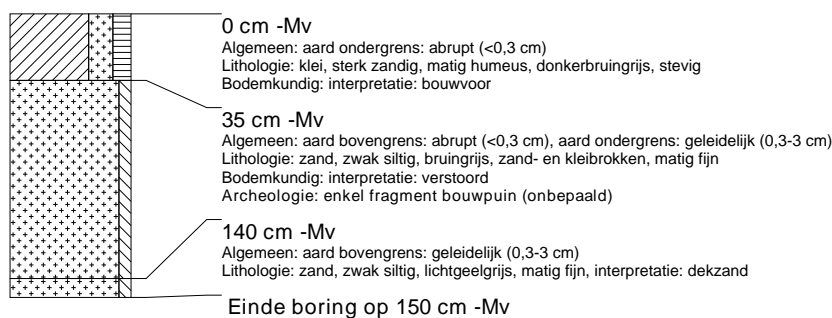 0 cm -Mv
Algemeen: aard ondergrens: abrupt (<0,3 cm)
Lithologie: klei, sterk zandig, matig humeus, donkerbruingrijs, stevig
Bodemkundig: interpretatie: bouwvoor
35 cm -Mv
Algemeen: aard bovengrens: abrupt (<0,3 cm), aard ondergrens: geleidelijk (0,3-3 cm)
Lithologie: zand, zwak siltig, bruingrijs, zand- en kleibrokken, matig fijn
Bodemkundig: interpretatie: verstoord
Archeologie: enkel fragment bouwpuin (onbepaald)
140 cm -Mv
Algemeen: aard bovengrens: geleidelijk (0,3-3 cm)
Lithologie: zand, zwak siltig, lichtgeelgrijs, matig fijn, interpretatie: dekzand
Einde boring op 150 cm -Mv